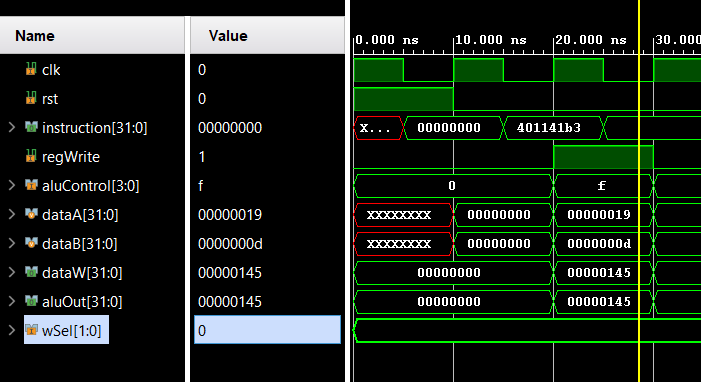 Name Value 0.000 ns 10.000 ns 20.000 ns 30.000
clk 0
rst 0
instruction[31:0] 00000000 X... 00000000 401141b3
regWrite 1
aluControl[3:0] f 0 f
dataA[31:0] 00000019 XXXXXXXX 00000000 00000019
dataB[31:0] 0000000d XXXXXXXX 00000000 0000000d
dataW[31:0] 00000145 00000000 00000145
aluOut[31:0] 00000145 00000000 00000145
wSel[1:0] 0